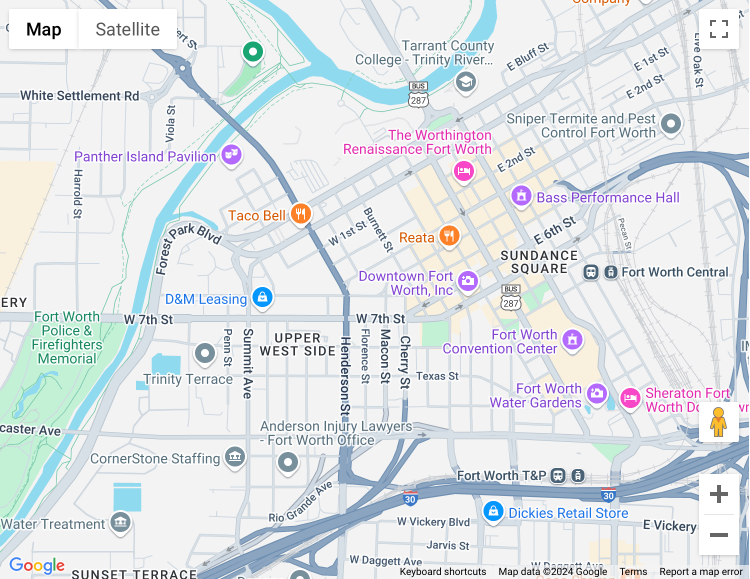 Map
Satellite
Company
ert St
Tarrant County
College - Trinity River...
E Bluff St
E 1st St
E 2nd St
Live Oak St
White Settlement Rd
BUS
287
Viola St
Sniper Termite and Pest
Control Fort Worth
The Worthington
Renaissance Fort Worth
Panther Island Pavilion
E 2nd St
Harrold St
Bass Performance Hall
Taco Bell
Burnett St
W 1st St
Forest Park Blvd
Reata
E 6th St
Pecan St
SUNDANCE
SQUARE
Fort Worth Central
Downtown Fort
Worth, Inc
D&M Leasing
BUS
287
ERY
Fort Worth
Police &
Firefighters
Memorial
W 7th St
W 7th St
Penn St
Summit Ave
UPPER
WEST SIDE
Henderson St
Florence St
Macon St
Cherry St
Fort Worth
Convention Center
Trinity Terrace
Texas St
Fort Worth
Water Gardens
Sheraton Fort
Worth Do
wn
caster Ave
Anderson Injury Lawyers
- Fort Worth Office
CornerStone Staffing
Fort Worth T&P
Rio Grande Ave
30
30
Dickies Retail Store
Water Treatment
W Vickery Blvd
E Vickery
Jarvis St
W Daggett Ave
W Daggett Ave
SUNSET TERRACE
Google
Keyboard shortcuts
Map data ©2024 Google
Terms
Report a map error